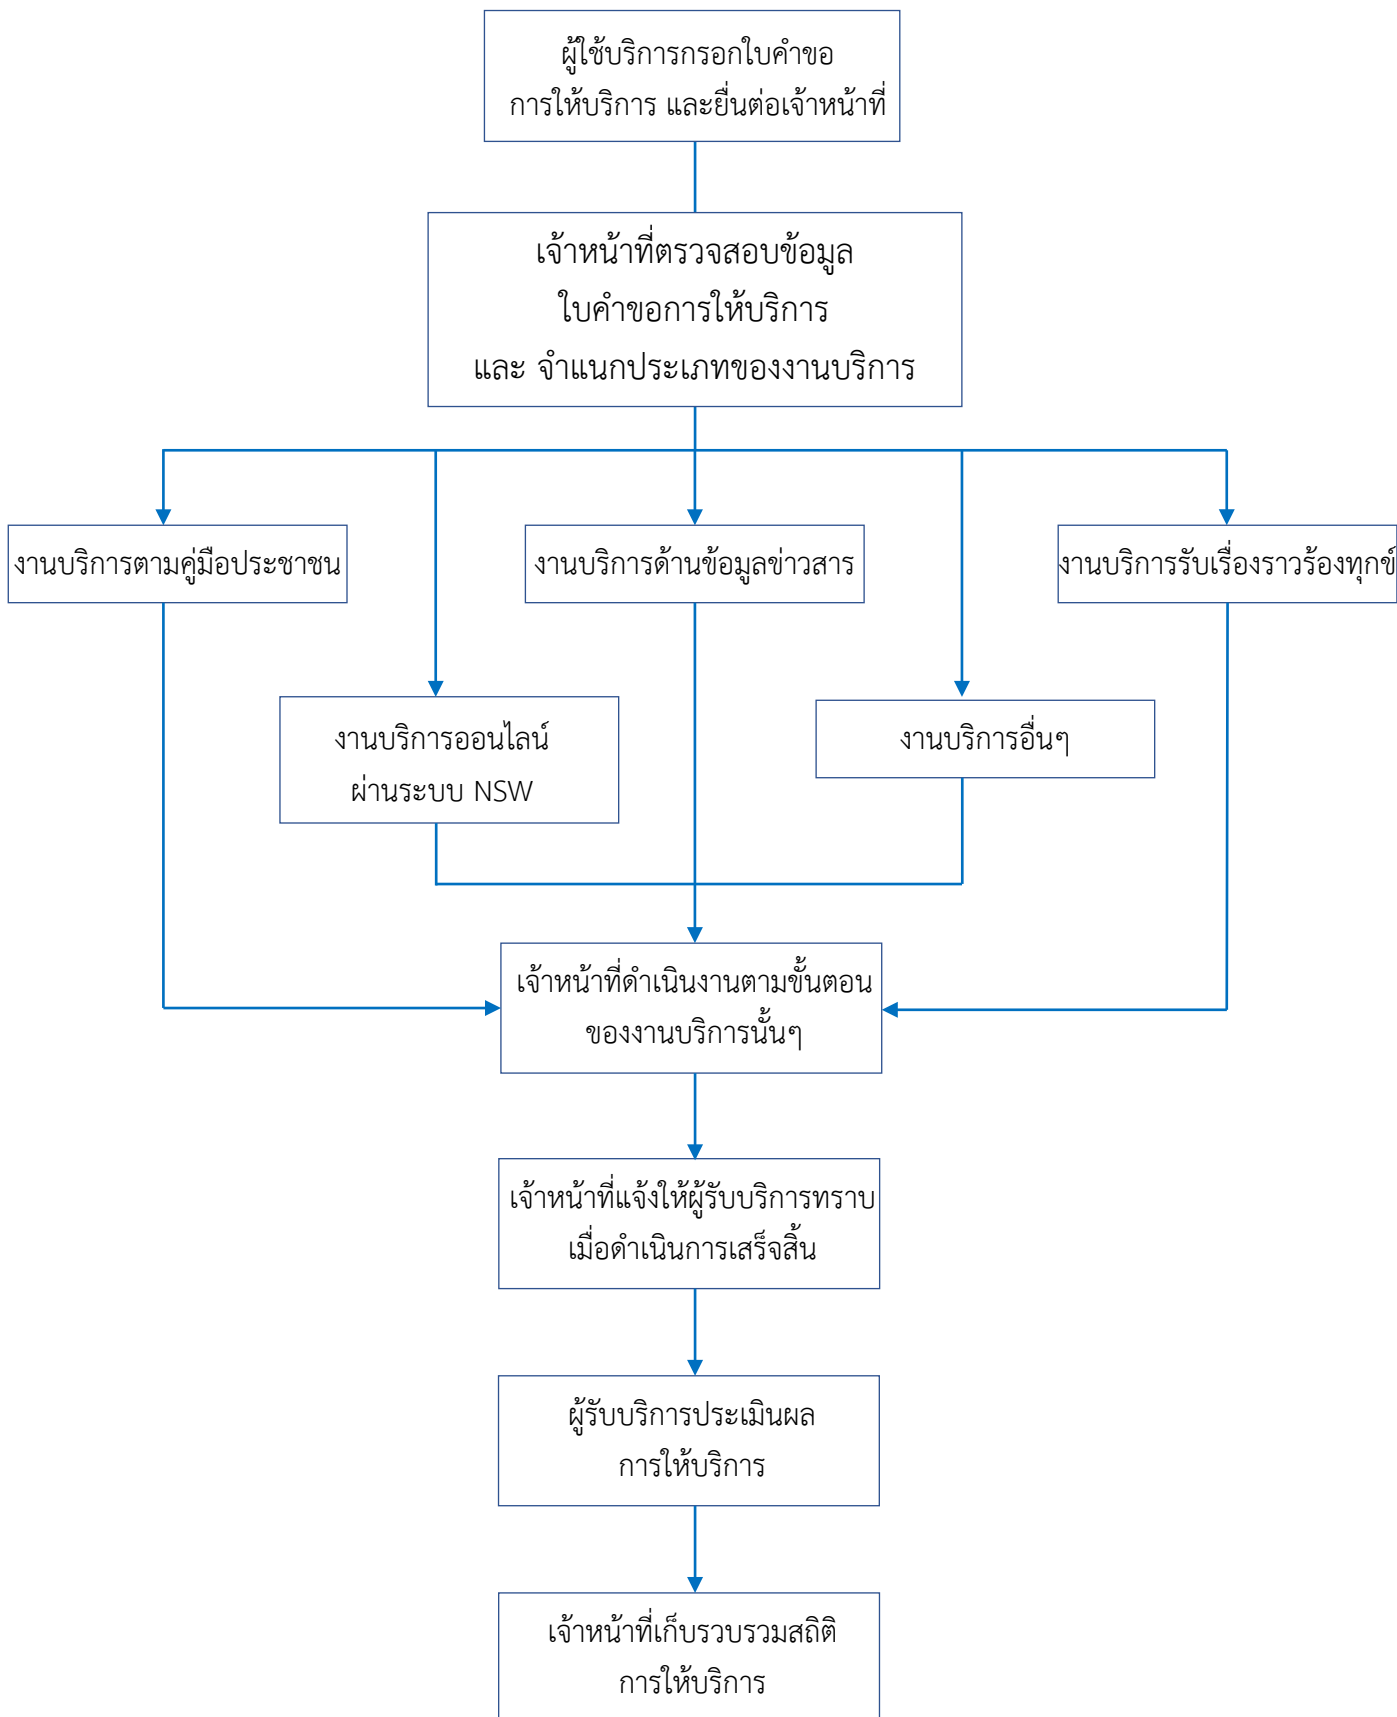 ผู้ใช้บริการกรอกใบคำขอ
การให้บริการ และยื่นต่อเจ้าหน้าที่
เจ้าหน้าที่ตรวจสอบข้อมูล
ใบคำขอการให้บริการ
และ จำแนกประเภทของงานบริการ
งานบริการตามคู่มือประชาชน
งานบริการด้านข้อมูลข่าวสาร
งานบริการรับเรื่องราวร้องทุกข์
งานบริการออนไลน์
ผ่านระบบ NSW
งานบริการอื่นๆ
เจ้าหน้าที่ดำเนินงานตามขั้นตอน
ของงานบริการนั้นๆ
เจ้าหน้าที่แจ้งให้ผู้รับบริการทราบ
เมื่อดำเนินการเสร็จสิ้น
ผู้รับบริการประเมินผล
การให้บริการ
เจ้าหน้าที่เก็บรวบรวมสถิติ
การให้บริการ